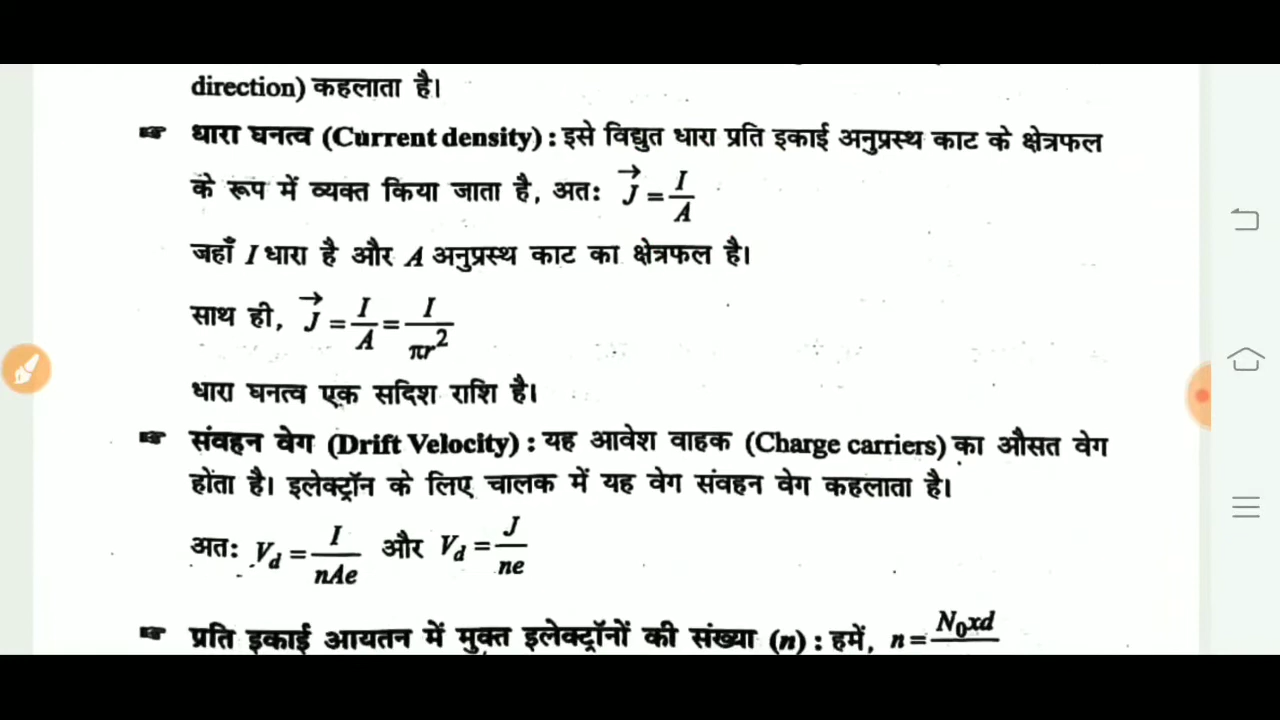 direction) कहलाता है।
☞ धारा घनत्व (Current density) : इसे विद्युत धारा प्रति इकाई अनुप्रस्थ काट के क्षेत्रफल
के रूप में व्यक्त किया जाता है, अतः J⃗ = I/A
जहाँ I धारा है और A अनुप्रस्थ काट का क्षेत्रफल है।
साथ ही, J⃗ = I/A = I/πr²
धारा घनत्व एक सदिश राशि है।
☞ संवहन वेग (Drift Velocity) : यह आवेश वाहक (Charge carriers) का औसत वेग
होंता है। इलेक्ट्रॉन के लिए चालक में यह वेग संवहन वेग कहलाता है।
अतः V_d = I/nAe और V_d = J/ne
☞ प्रति इकाई आयतन में मुक्त इलेक्ट्रॉनों की संख्या (n) : हमें, n = N₀xd